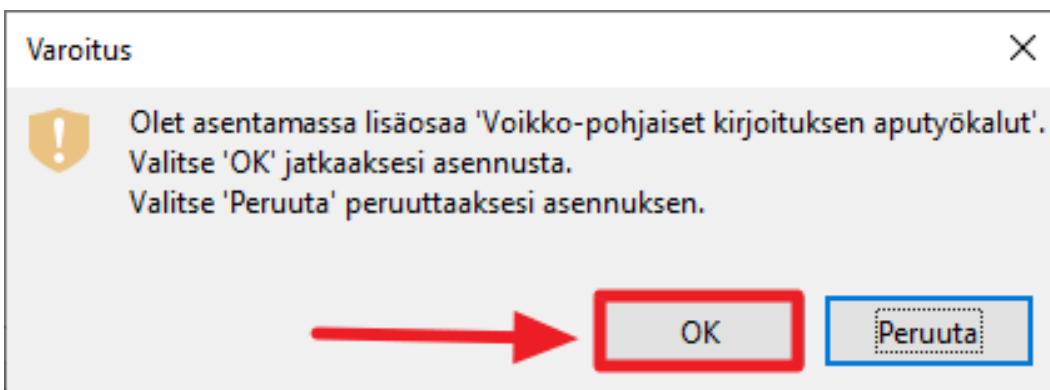 Varoitus
Olet asentamassa lisäosaa 'Voikko-pohjaiset kirjoituksen aputyökalut'.
Valitse 'OK' jatkaaksesi asennusta.
Valitse 'Peruuta' peruuttaaksesi asennuksen.
OK Peruuta